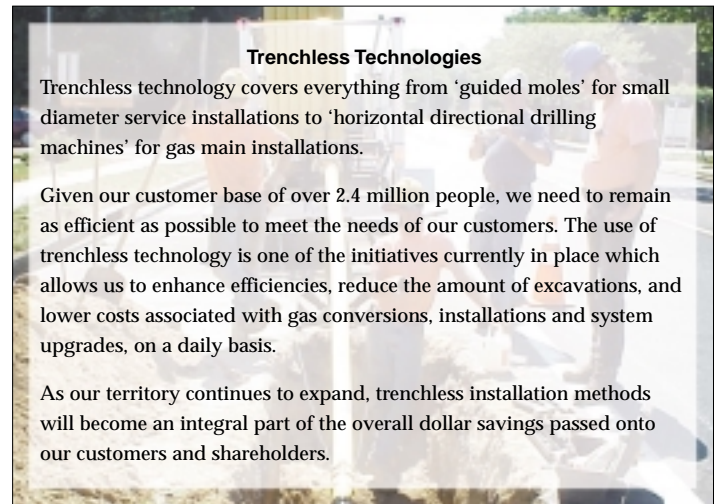 Trenchless Technologies
Trenchless technology covers everything from ‘guided moles’ for small
diameter service installations to ‘horizontal directional drilling
machines’ for gas main installations.
Given our customer base of over 2.4 million people, we need to remain
as efficient as possible to meet the needs of our customers. The use of
trenchless technology is one of the initiatives currently in place which
allows us to enhance efficiencies, reduce the amount of excavations, and
lower costs associated with gas conversions, installations and system
upgrades, on a daily basis.
As our territory continues to expand, trenchless installation methods
will become an integral part of the overall dollar savings passed onto
our customers and shareholders.